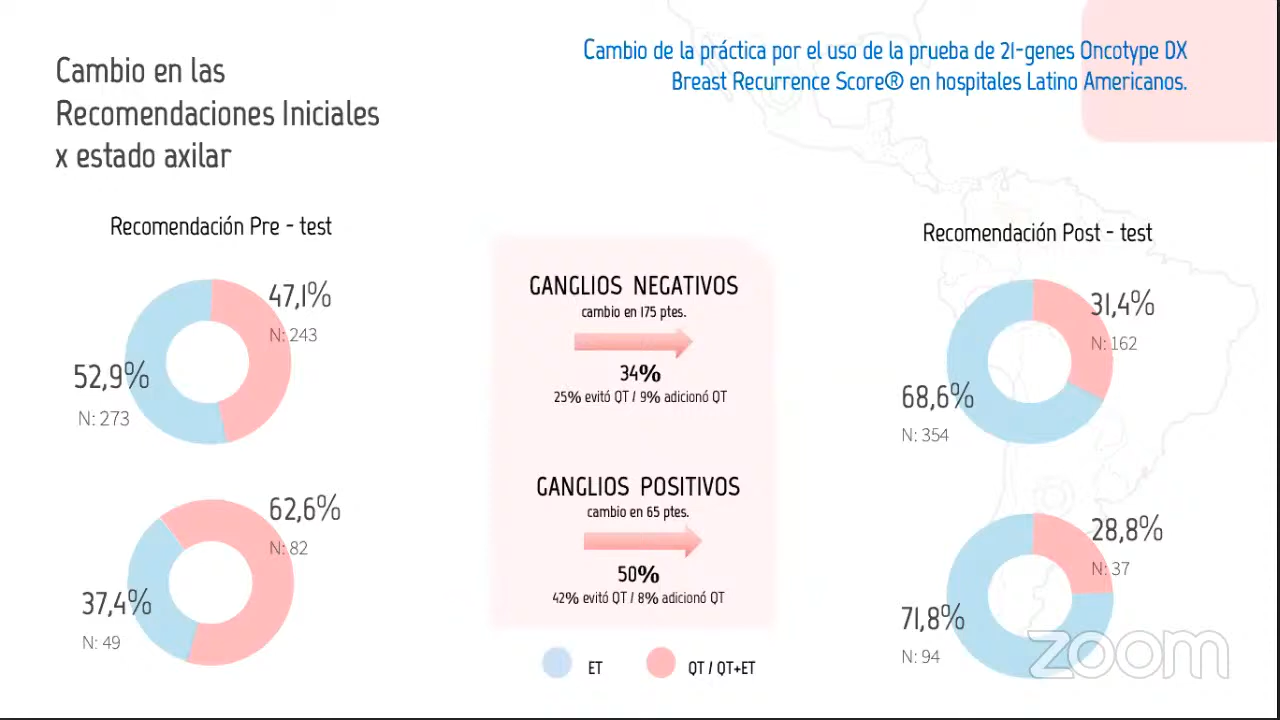 Cambio en las
Recomendaciones Iniciales
x estado axilar
Cambio de la práctica por el uso de la prueba de 21-genes Oncotype DX
Breast Recurrence Score® en hospitales Latino Americanos.
Recomendación Pre - test
47,1%
N: 243
52,9%
N: 273
62,6%
N: 82
37,4%
N: 49
GANGLIOS NEGATIVOS
cambio en 175 ptes.
34%
25% evitó QT / 9% adicionó QT
GANGLIOS POSITIVOS
cambio en 65 ptes.
50%
42% evitó QT / 8% adicionó QT
ET
QT / QT+ET
Recomendación Post - test
31,4%
N: 162
68,6%
N: 354
28,8%
N: 37
71,8%
N: 94
zoom